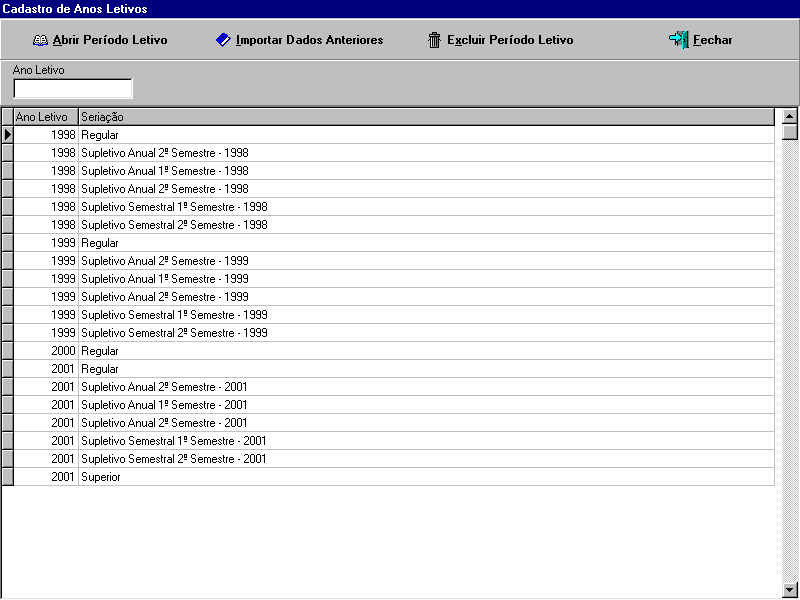 Cadastro de Anos Letivos
Abrir Período Letivo Importar Dados Anteriores Excluir Período Letivo Fechar
Ano Letivo
Ano Letivo Seriação
1998 Regular
1998 Supletivo Anual 2º Semestre - 1998
1998 Supletivo Anual 1º Semestre - 1998
1998 Supletivo Anual 2º Semestre - 1998
1998 Supletivo Semestral 1º Semestre - 1998
1998 Supletivo Semestral 2º Semestre - 1998
1999 Regular
1999 Supletivo Anual 2º Semestre - 1999
1999 Supletivo Anual 1º Semestre - 1999
1999 Supletivo Anual 2º Semestre - 1999
1999 Supletivo Semestral 1º Semestre - 1999
1999 Supletivo Semestral 2º Semestre - 1999
2000 Regular
2001 Regular
2001 Supletivo Anual 2º Semestre - 2001
2001 Supletivo Anual 1º Semestre - 2001
2001 Supletivo Anual 2º Semestre - 2001
2001 Supletivo Semestral 1º Semestre - 2001
2001 Supletivo Semestral 2º Semestre - 2001
2001 Superior